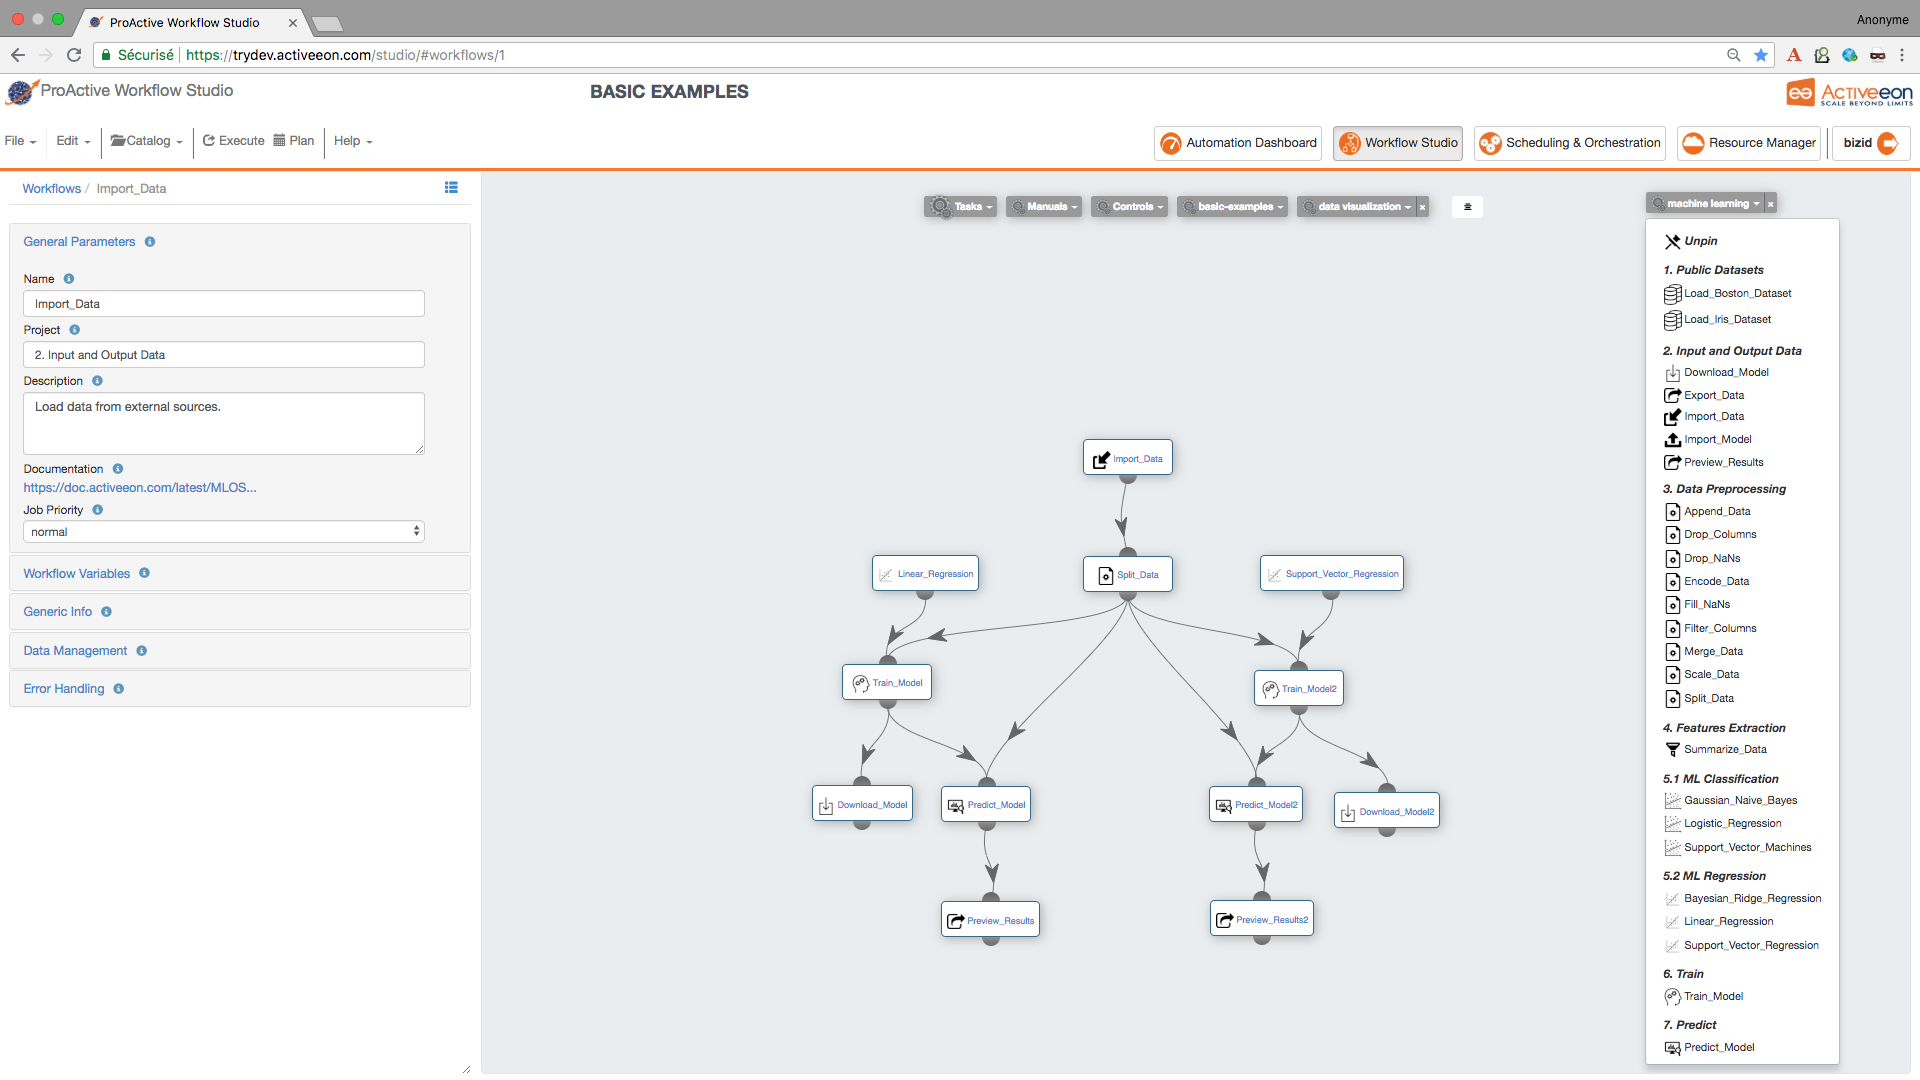 ProActive Workflow Studio
Anonyme
Sécurisé
https://trydev.activeeon.com/studio/#workflows/1
ProActive Workflow Studio
BASIC EXAMPLES
ACTIVeeon
SCALE BEYOND LIMITS
File
Edit
Catalog
Execute
Plan
Help
Automation Dashboard
Workflow Studio
Scheduling & Orchestration
Resource Manager
bizid
Workflows / Import_Data
Tasks
Manuals
Controls
basic-examples
data visualization
machine learning
General Parameters
Name
Import_Data
Project
2. Input and Output Data
Description
Load data from external sources.
Documentation
https://doc.activeeon.com/latest/MLOS...
Job Priority
normal
Workflow Variables
Generic Info
Data Management
Error Handling
Import_Data
Linear_Regression
Split_Data
Support_Vector_Regression
Train_Model
Train_Model2
Download_Model
Predict_Model
Predict_Model2
Download_Model2
Preview_Results
Preview_Results2
Unpin
1. Public Datasets
Load_Boston_Dataset
Load_Iris_Dataset
2. Input and Output Data
Download_Model
Export_Data
Import_Data
Import_Model
Preview_Results
3. Data Preprocessing
Append_Data
Drop_Columns
Drop_NaNs
Encode_Data
Fill_NaNs
Filter_Columns
Merge_Data
Scale_Data
Split_Data
4. Features Extraction
Summarize_Data
5.1 ML Classification
Gaussian_Naive_Bayes
Logistic_Regression
Support_Vector_Machines
5.2 ML Regression
Bayesian_Ridge_Regression
Linear_Regression
Support_Vector_Regression
6. Train
Train_Model
7. Predict
Predict_Model